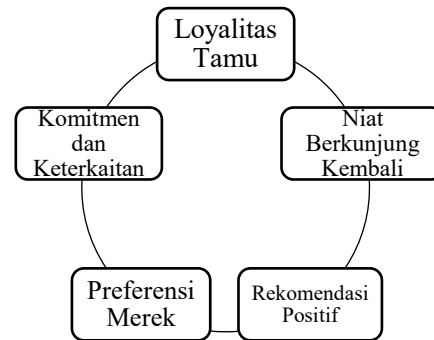 Loyalitas
Tamu
Niat
Berkunjung
Kembali
Rekomendasi
Positif
Preferensi
Merek
Komitmen
dan
Keterkaitan